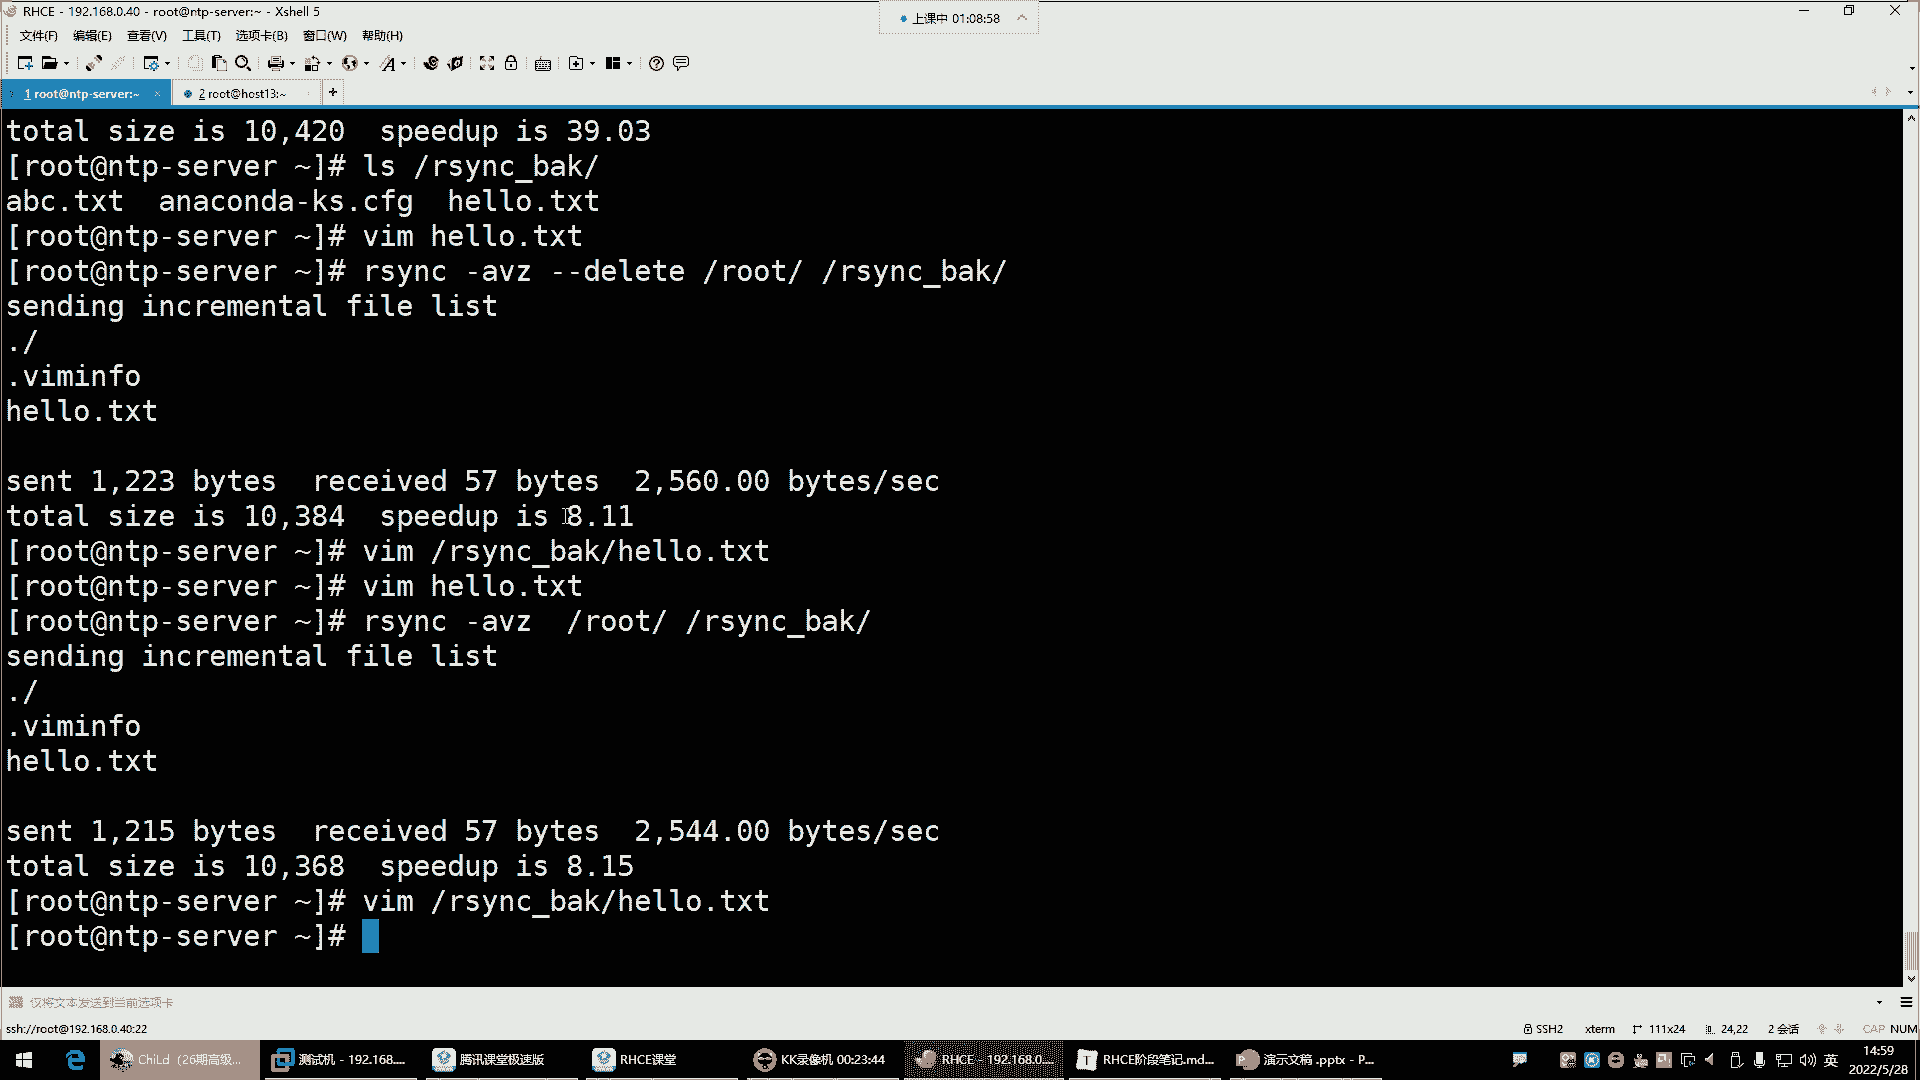 RHCE - 192.168.0.40 - root@ntp-server:~ - Xshell 5
上课中 01:08:58
文件(F) 编辑(E) 查看(V) 工具(T) 选项卡(B) 窗口(W) 帮助(H)
1 root@ntp-server:~ 2 root@host13:~
total size is 10,420  speedup is 39.03
[root@ntp-server ~]# ls /rsync_bak/
abc.txt  anaconda-ks.cfg  hello.txt
[root@ntp-server ~]# vim hello.txt
[root@ntp-server ~]# rsync -avz --delete /root/ /rsync_bak/
sending incremental file list
./
.viminfo
hello.txt
sent 1,223 bytes  received 57 bytes  2,560.00 bytes/sec
total size is 10,384  speedup is 8.11
[root@ntp-server ~]# vim /rsync_bak/hello.txt
[root@ntp-server ~]# vim hello.txt
[root@ntp-server ~]# rsync -avz  /root/ /rsync_bak/
sending incremental file list
./
.viminfo
hello.txt
sent 1,215 bytes  received 57 bytes  2,544.00 bytes/sec
total size is 10,368  speedup is 8.15
[root@ntp-server ~]# vim /rsync_bak/hello.txt
[root@ntp-server ~]#
仅将文本发送到当前选项卡
ssh://root@192.168.0.40:22 SSH2 xterm 111x24 24,22 2 会话 CAP NUM
ChiLd（26期高级... 测试机 - 192.168.... 腾讯课堂极速版 RHCE课堂 KK录像机 00:23:44 RHCE - 192.168.0.... RHCE阶段笔记.md... 演示文稿 .pptx - P... 英 14:59
2022/5/28